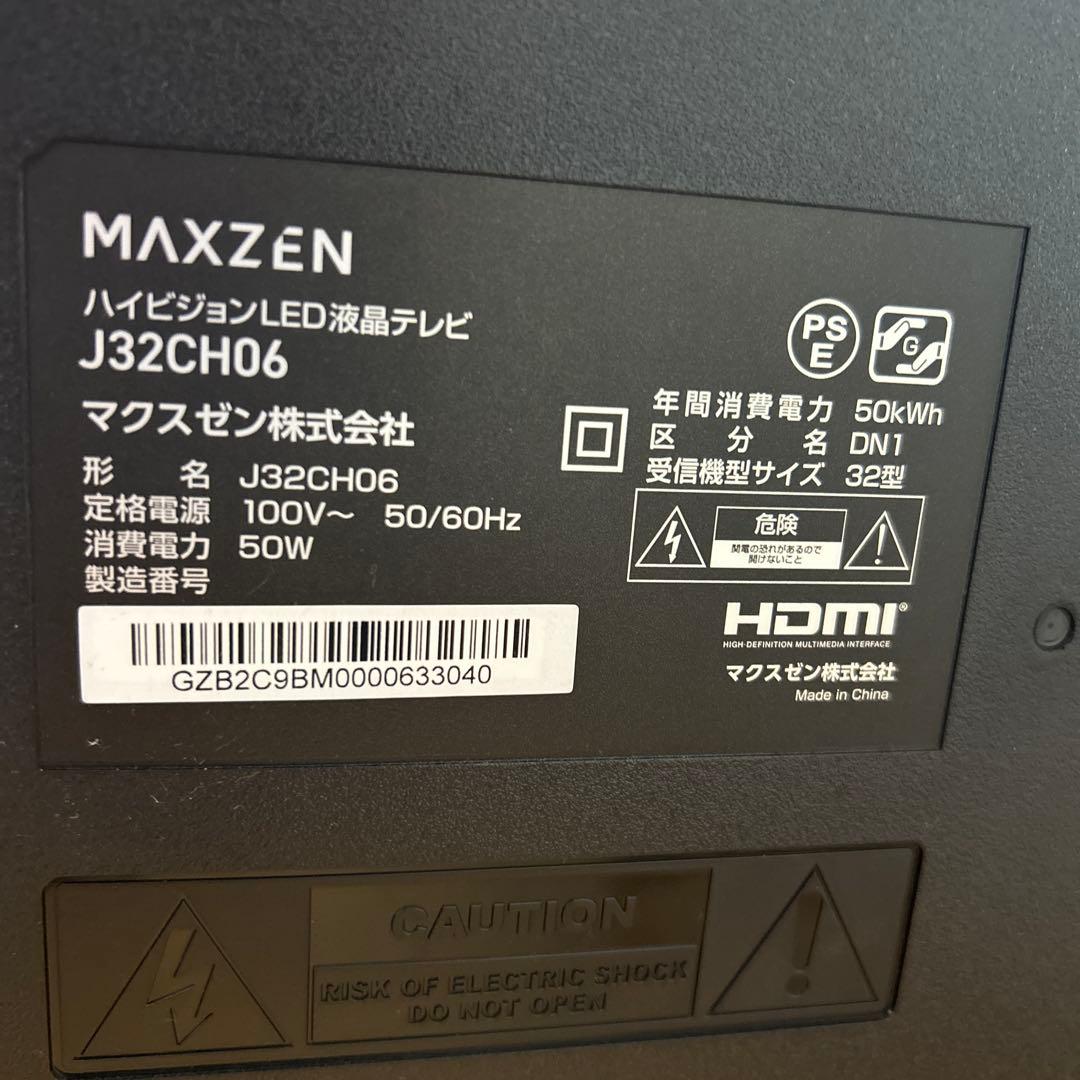 MAXZEN
ハイビジョンLED液晶テレビ
J32CH06
マクスゼン株式会社
形 名 J32CH06
定格電源 100V～ 50/60Hz
消費電力 50W
製造番号
GZB2C9BM0000633040
PS
E
G
年間消費電力 50kWh
区 分 名 DN1
受信機型サイズ 32型
危険
関電の恐れがあるので
開けないこと
HDMI®
HIGH-DEFINITION MULTIMEDIA INTERFACE
マクスゼン株式会社
Made in China
CAUTION
RISK OF ELECTRIC SHOCK
DO NOT OPEN